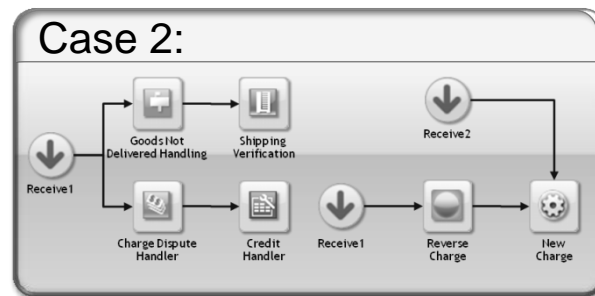 Case 2:
Goods Not
Delivered Handling
Shipping
Verification
Receive2
Receive1
Charge Dispute
Handler
Credit
Handler
Receive1
Reverse
Charge
New
Charge